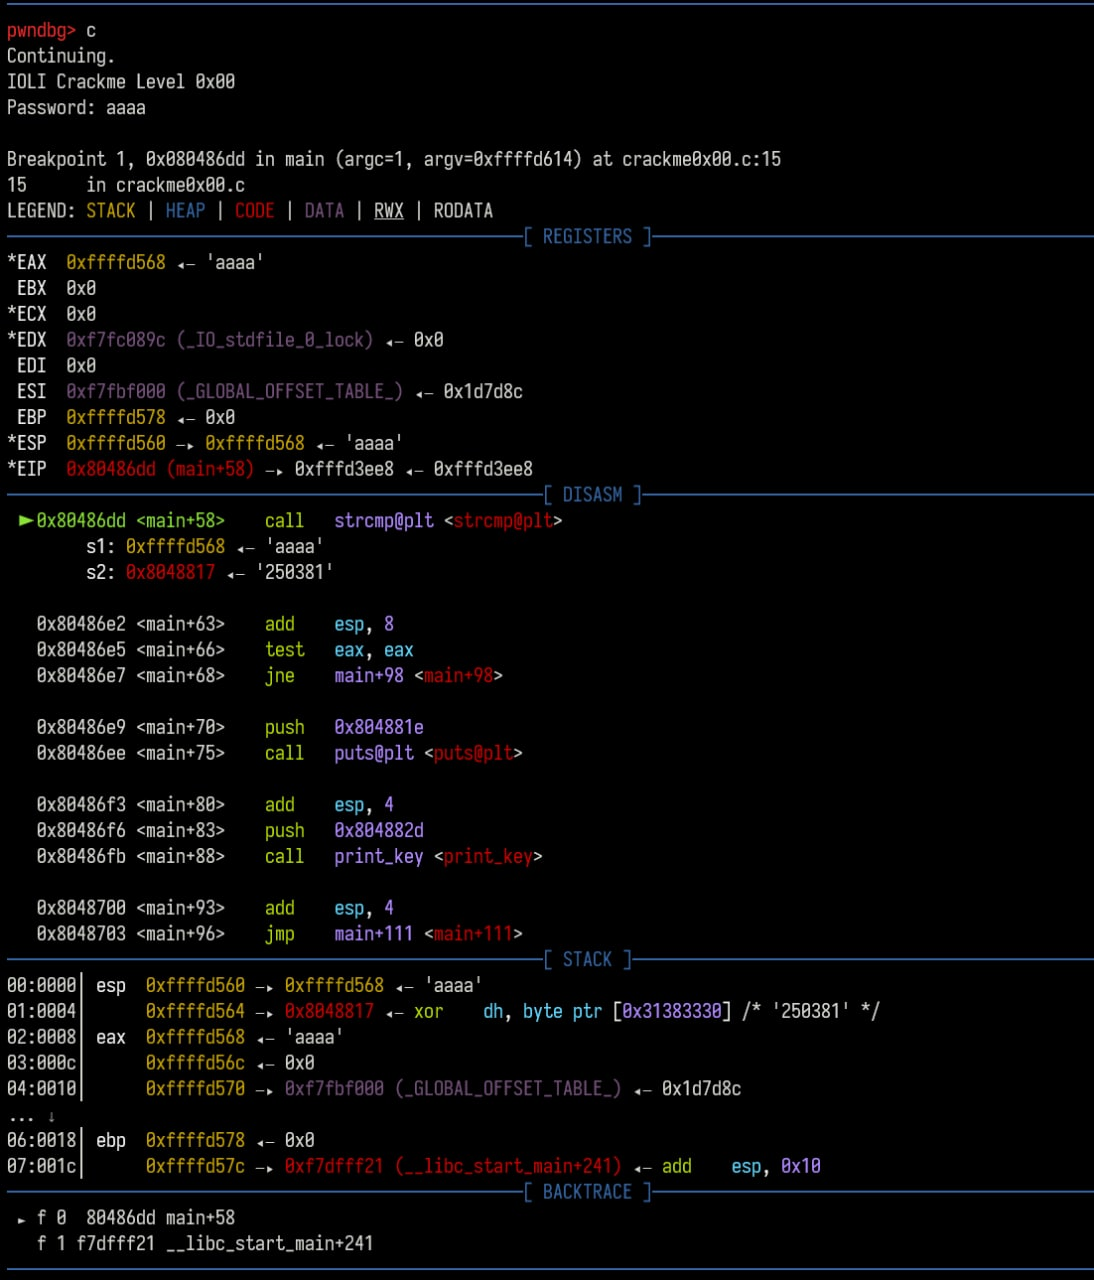 pwndbg> c
Continuing.
IOLI Crackme Level 0x00
Password: aaaa
Breakpoint 1, 0x080486dd in main (argc=1, argv=0xffffd614) at crackme0x00.c:15
15      in crackme0x00.c
LEGEND: STACK | HEAP | CODE | DATA | RWX | RODATA
[ REGISTERS ]
*EAX  0xffffd568 ◂— 'aaaa'
 EBX  0x0
*ECX  0x0
*EDX  0xf7fc089c (_IO_stdfile_0_lock) ◂— 0x0
 EDI  0x0
 ESI  0xf7fbf000 (_GLOBAL_OFFSET_TABLE_) ◂— 0x1d7d8c
 EBP  0xffffd578 ◂— 0x0
*ESP  0xffffd560 —▸ 0xffffd568 ◂— 'aaaa'
*EIP  0x80486dd (main+58) —▸ 0xfffd3ee8 ◂— 0xfffd3ee8
[ DISASM ]
 ►0x80486dd <main+58>    call   strcmp@plt <strcmp@plt>
        s1: 0xffffd568 ◂— 'aaaa'
        s2: 0x8048817 ◂— '250381'
   0x80486e2 <main+63>    add    esp, 8
   0x80486e5 <main+66>    test   eax, eax
   0x80486e7 <main+68>    jne    main+98 <main+98>
   0x80486e9 <main+70>    push   0x804881e
   0x80486ee <main+75>    call   puts@plt <puts@plt>
   0x80486f3 <main+80>    add    esp, 4
   0x80486f6 <main+83>    push   0x804882d
   0x80486fb <main+88>    call   print_key <print_key>
   0x8048700 <main+93>    add    esp, 4
   0x8048703 <main+96>    jmp    main+111 <main+111>
[ STACK ]
00:0000│ esp  0xffffd560 —▸ 0xffffd568 ◂— 'aaaa'
01:0004│      0xffffd564 —▸ 0x8048817 ◂— xor    dh, byte ptr [0x31383330] /* '250381' */
02:0008│ eax  0xffffd568 ◂— 'aaaa'
03:000c│      0xffffd56c ◂— 0x0
04:0010│      0xffffd570 —▸ 0xf7fbf000 (_GLOBAL_OFFSET_TABLE_) ◂— 0x1d7d8c
... ↓
06:0018│ ebp  0xffffd578 ◂— 0x0
07:001c│      0xffffd57c —▸ 0xf7dfff21 (__libc_start_main+241) ◂— add    esp, 0x10
[ BACKTRACE ]
 ► f 0  80486dd main+58
   f 1 f7dfff21 __libc_start_main+241